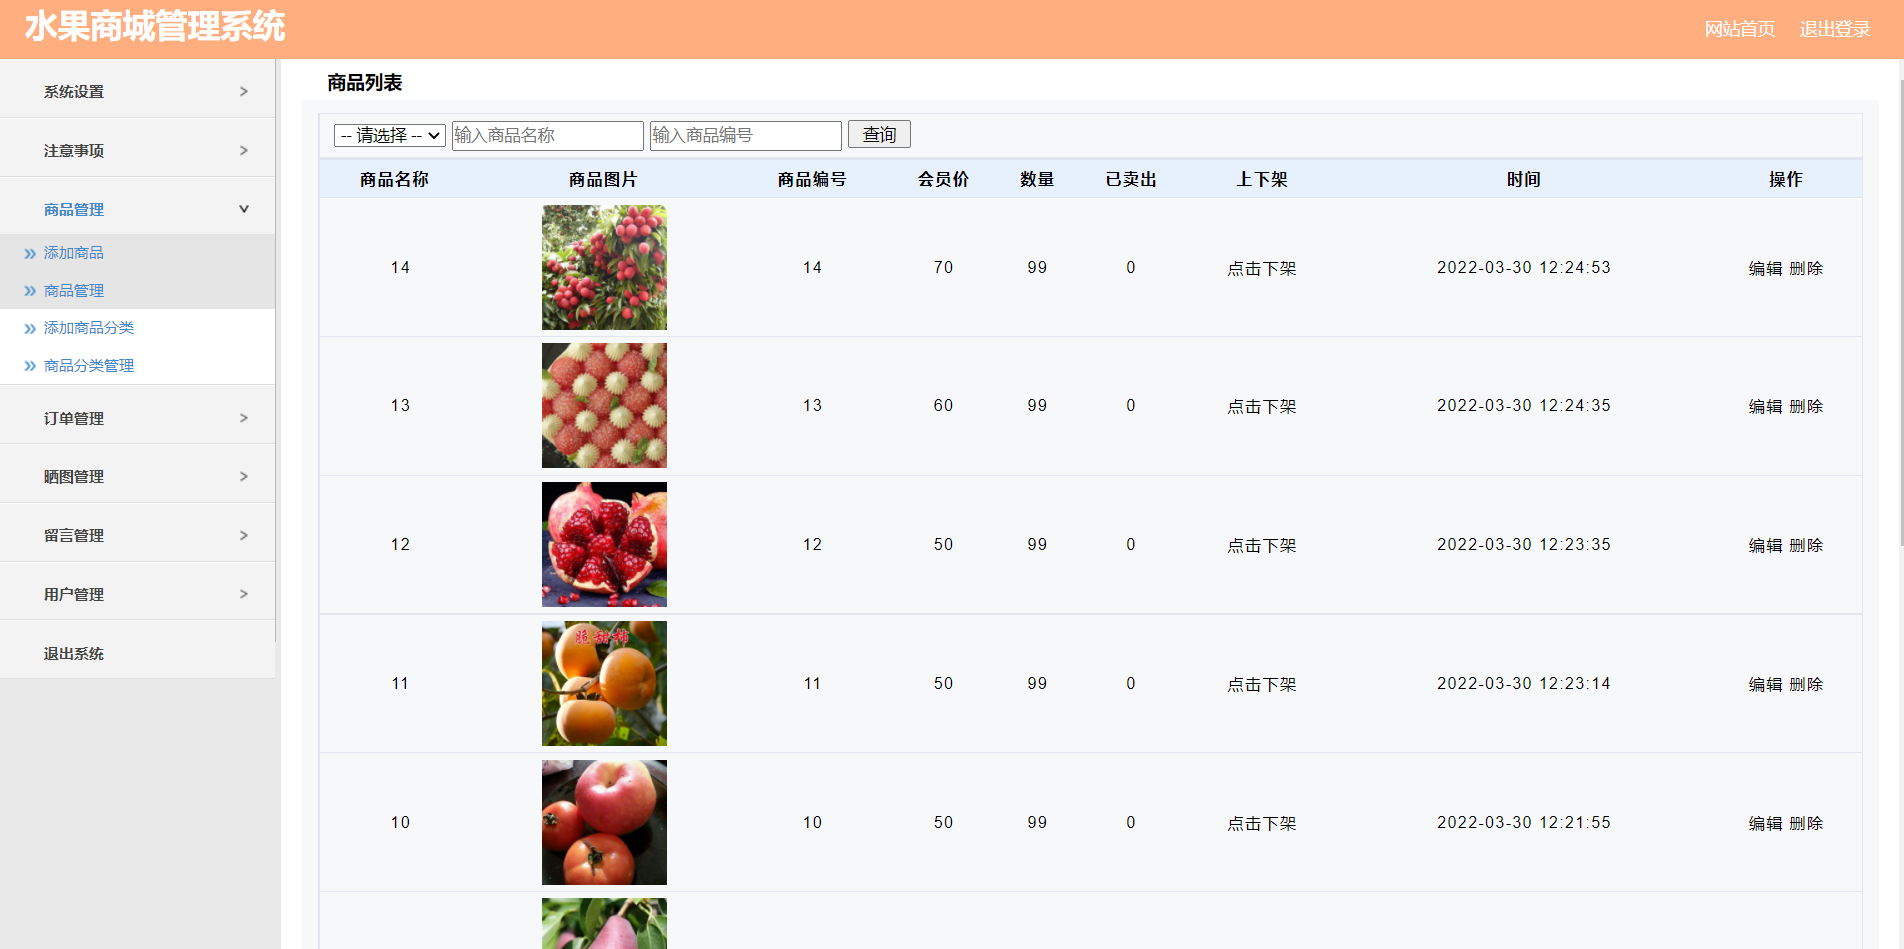 水果商城管理系统
网站首页 退出登录
系统设置 >
注意事项 >
商品管理
» 添加商品
» 商品管理
» 添加商品分类
» 商品分类管理
订单管理 >
晒图管理 >
留言管理 >
用户管理 >
退出系统
商品列表
-- 请选择 -- 输入商品名称 输入商品编号 查询
商品名称 商品图片 商品编号 会员价 数量 已卖出 上下架 时间 操作
14 14 70 99 0 点击下架 2022-03-30 12:24:53 编辑 删除
13 13 60 99 0 点击下架 2022-03-30 12:24:35 编辑 删除
12 12 50 99 0 点击下架 2022-03-30 12:23:35 编辑 删除
脆甜柿
11 11 50 99 0 点击下架 2022-03-30 12:23:14 编辑 删除
10 10 50 99 0 点击下架 2022-03-30 12:21:55 编辑 删除